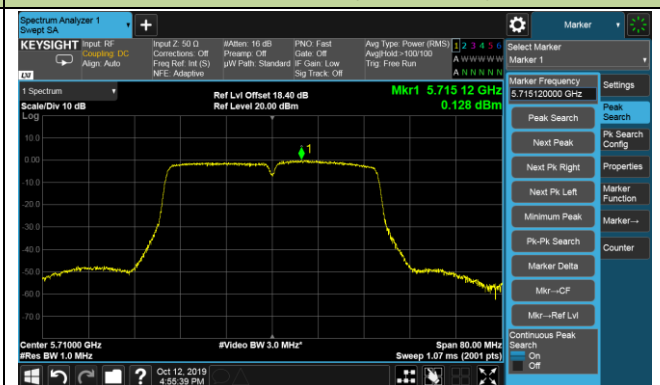 Spectrum Analyzer 1
Swept SA
+
Marker
KEYSIGHT
Input: RF
Coupling: DC
Align: Auto
Input Z: 50 Ω
Corrections: Off
Freq Ref: Int (S)
NFE: Adaptive
#Atten: 16 dB
Preamp: Off
µW Path: Standard
PNO: Fast
Gate: Off
IF Gain: Low
Sig Track: Off
Avg Type: Power (RMS)
Avg|Hold:>100/100
Trig: Free Run
1 2 3 4 5 6
A W W W W W
A N N N N N
LXI
Select Marker
Marker 1
1 Spectrum
Scale/Div 10 dB
Log
Ref Lvl Offset 18.40 dB
Ref Level 20.00 dBm
Mkr1 5.715 12 GHz
0.128 dBm
10.0
0.00
-10.0
-20.0
-30.0
-40.0
-50.0
-60.0
-70.0
1
Center 5.71000 GHz
#Res BW 1.0 MHz
#Video BW 3.0 MHz*
Span 80.00 MHz
Sweep 1.07 ms (2001 pts)
Marker Frequency
5.715120000 GHz
Peak Search
Next Peak
Next Pk Right
Next Pk Left
Minimum Peak
Pk-Pk Search
Marker Delta
Mkr→CF
Mkr→Ref Lvl
Continuous Peak
Search
On
Off
Settings
Peak
Search
Pk Search
Config
Properties
Marker
Function
Marker→
Counter
?
Oct 12, 2019
4:55:39 PM